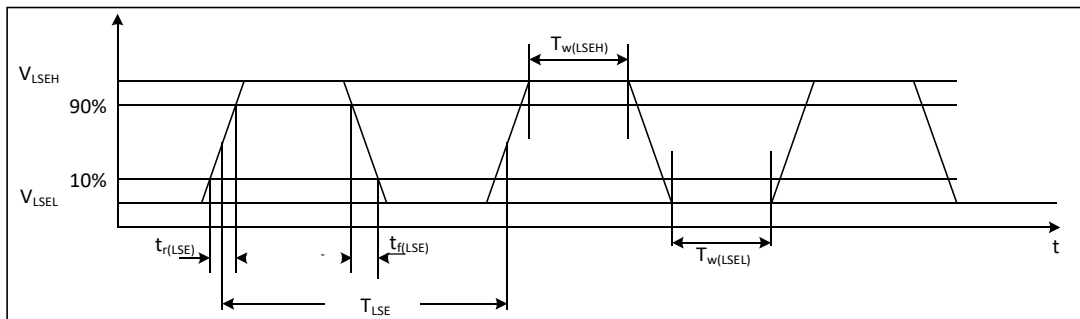 T_w(LSEH)
V_LSEH
90%
10%
V_LSEL
t_r(LSE)
t_f(LSE)
T_w(LSEL)
t
T_LSE